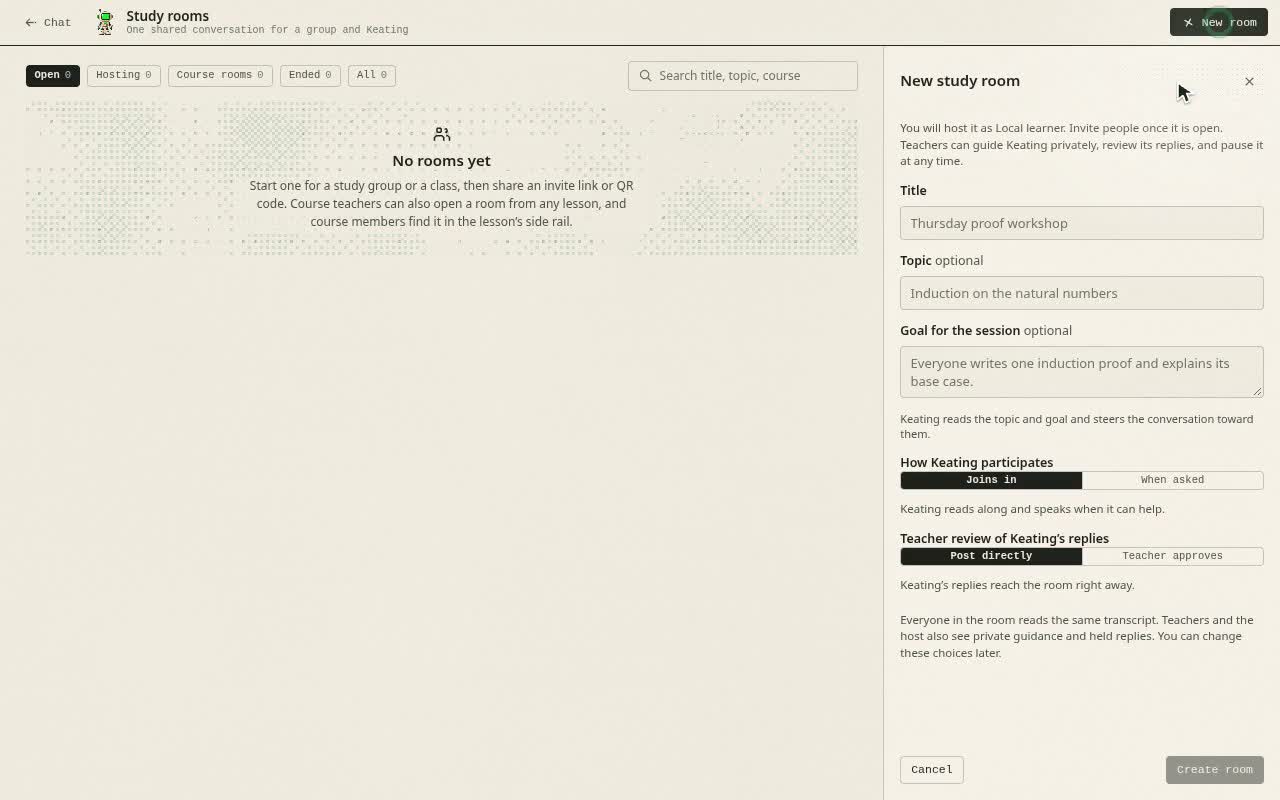 Chat
Study rooms
One shared conversation for a group and Keating
New room
Open 0
Hosting 0
Course rooms 0
Ended 0
All 0
Search title, topic, course
No rooms yet
Start one for a study group or a class, then share an invite link or QR
code. Course teachers can also open a room from any lesson, and
course members find it in the lesson’s side rail.
New study room
You will host it as Local learner. Invite people once it is open.
Teachers can guide Keating privately, review its replies, and pause it
at any time.
Title
Thursday proof workshop
Topic optional
Induction on the natural numbers
Goal for the session optional
Everyone writes one induction proof and explains its
base case.
Keating reads the topic and goal and steers the conversation toward
them.
How Keating participates
Joins in
When asked
Keating reads along and speaks when it can help.
Teacher review of Keating’s replies
Post directly
Teacher approves
Keating’s replies reach the room right away.
Everyone in the room reads the same transcript. Teachers and the
host also see private guidance and held replies. You can change
these choices later.
Cancel
Create room